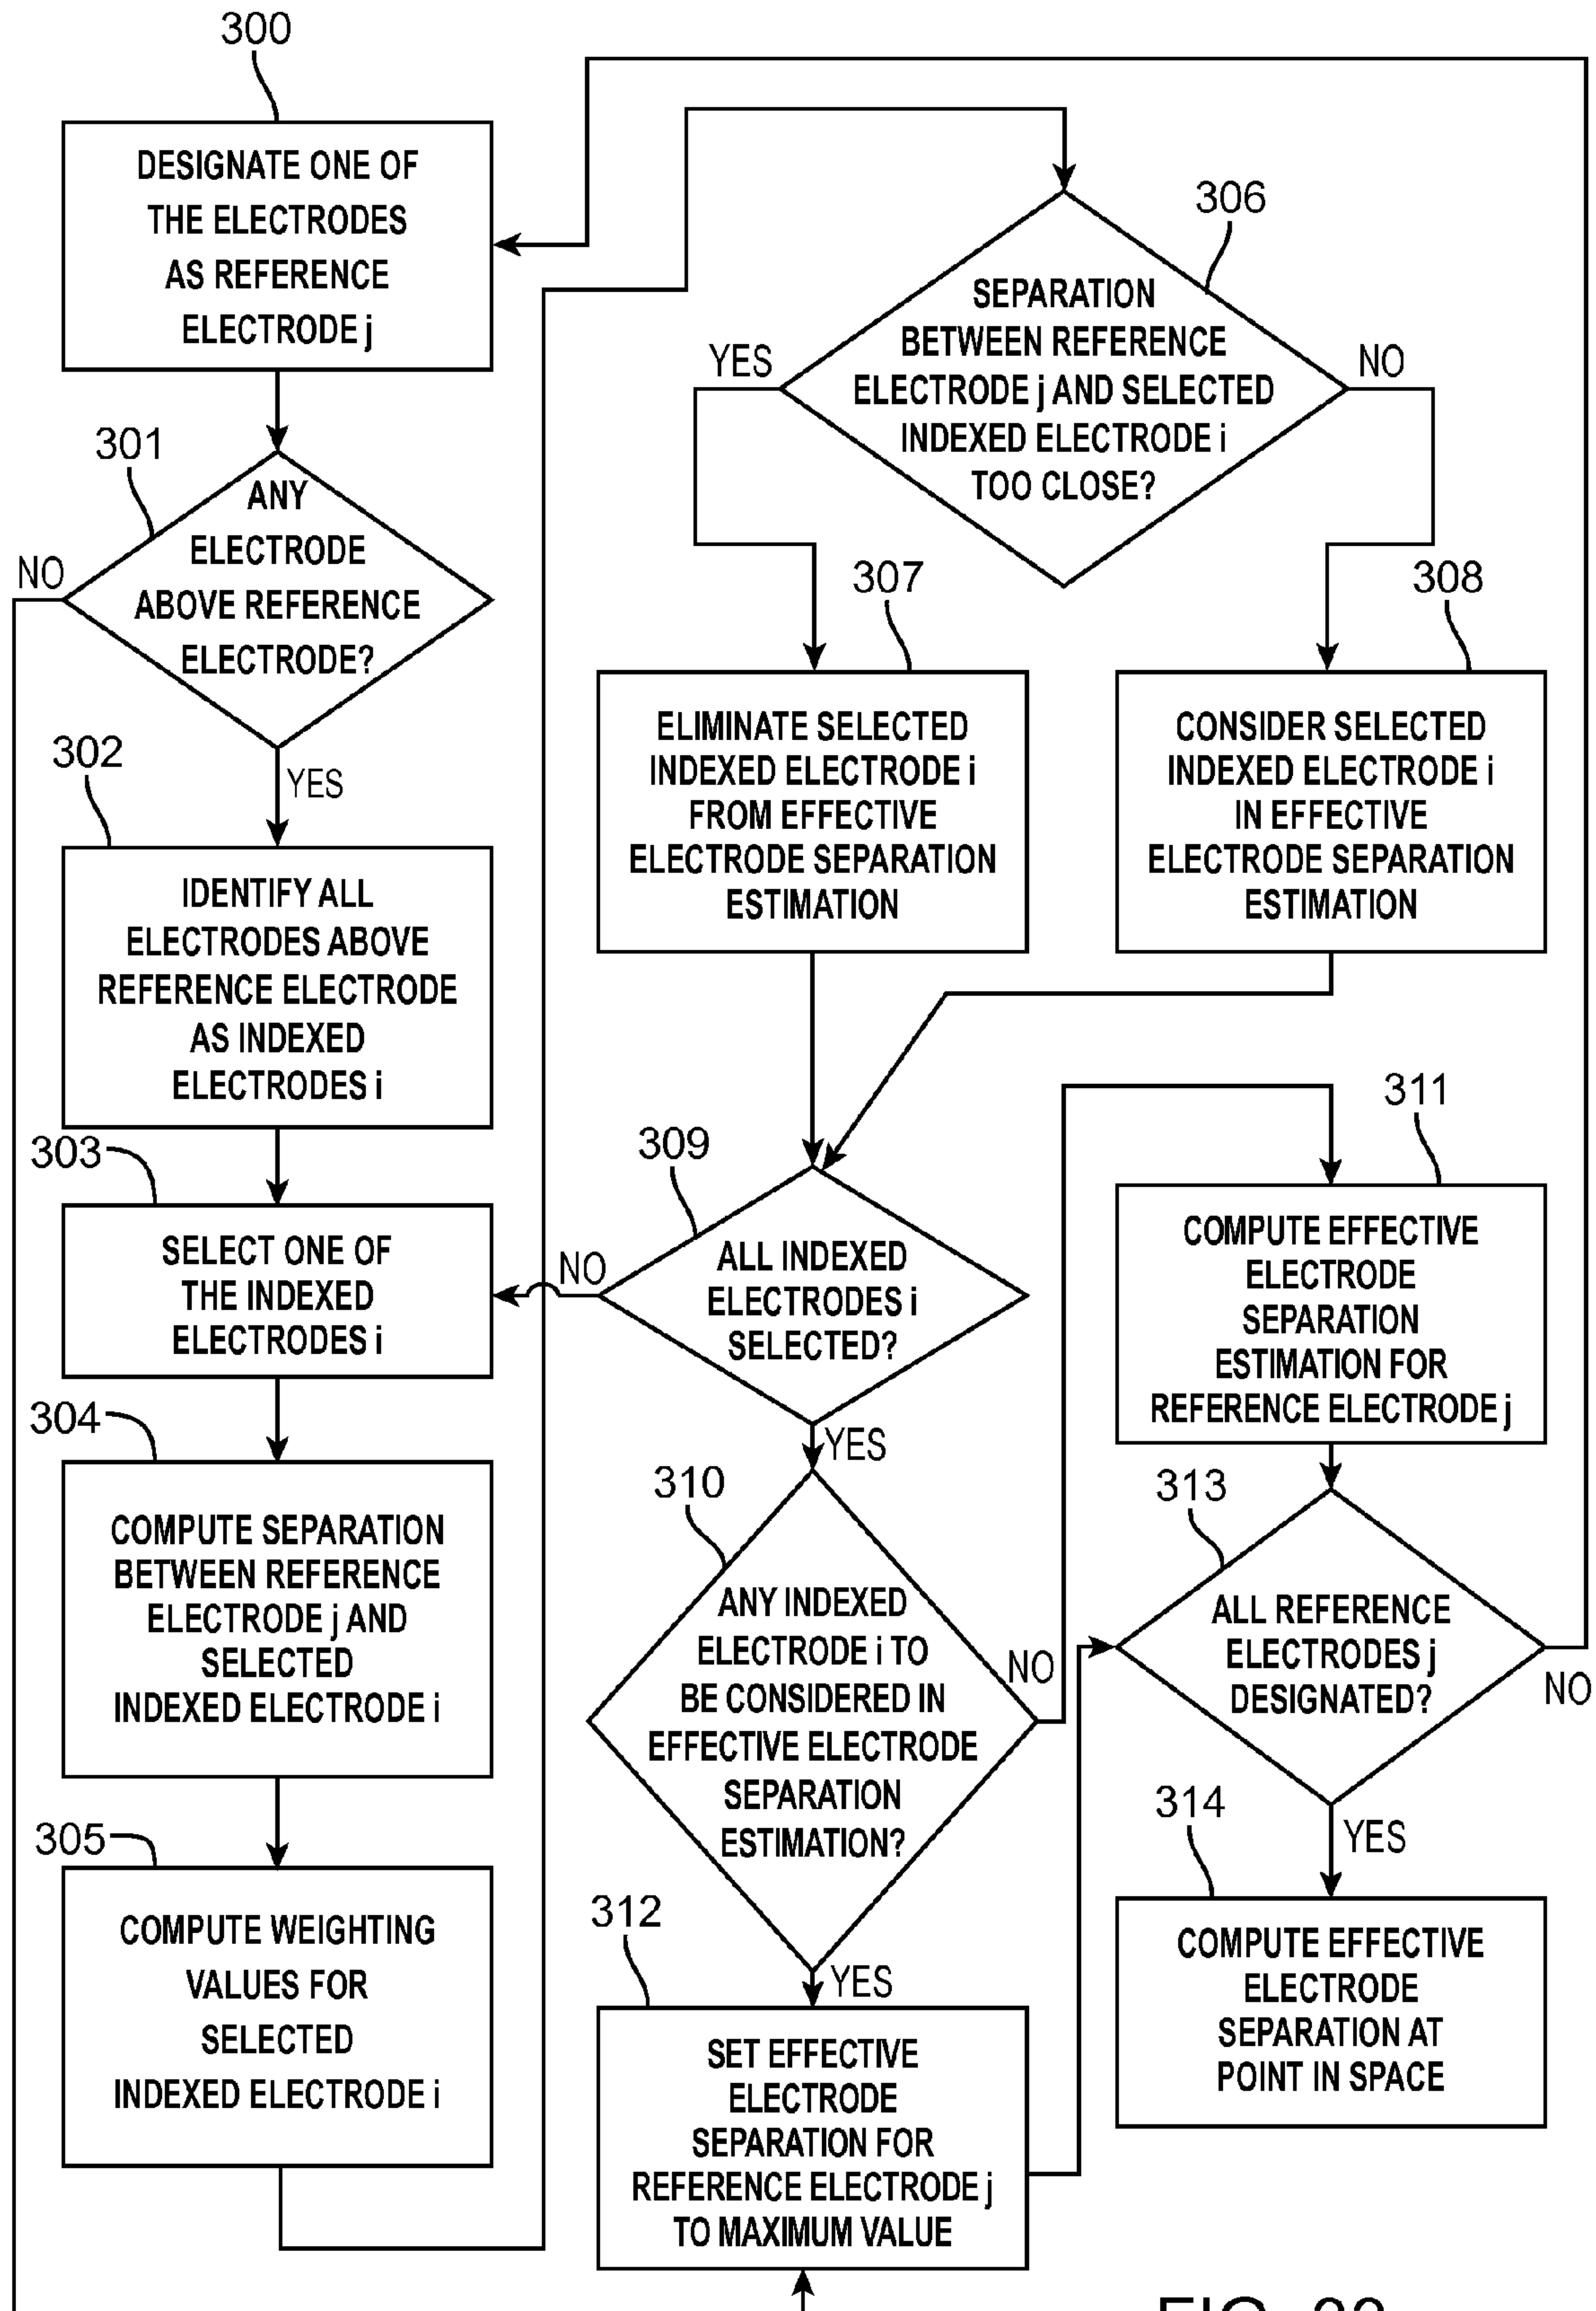 300
DESIGNATE ONE OF
THE ELECTRODES
AS REFERENCE
ELECTRODE j
301
ANY
ELECTRODE
ABOVE REFERENCE
ELECTRODE?
NO
YES
302
IDENTIFY ALL
ELECTRODES ABOVE
REFERENCE ELECTRODE
AS INDEXED
ELECTRODES i
303
SELECT ONE OF
THE INDEXED
ELECTRODES i
304
COMPUTE SEPARATION
BETWEEN REFERENCE
ELECTRODE j AND
SELECTED
INDEXED ELECTRODE i
305
COMPUTE WEIGHTING
VALUES FOR
SELECTED
INDEXED ELECTRODE i
306
SEPARATION
BETWEEN REFERENCE
ELECTRODE j AND SELECTED
INDEXED ELECTRODE i
TOO CLOSE?
YES
NO
307
ELIMINATE SELECTED
INDEXED ELECTRODE i
FROM EFFECTIVE
ELECTRODE SEPARATION
ESTIMATION
308
CONSIDER SELECTED
INDEXED ELECTRODE i
IN EFFECTIVE
ELECTRODE SEPARATION
ESTIMATION
309
ALL INDEXED
ELECTRODES i
SELECTED?
NO
YES
310
ANY INDEXED
ELECTRODE i TO
BE CONSIDERED IN
EFFECTIVE ELECTRODE
SEPARATION
ESTIMATION?
NO
YES
311
COMPUTE EFFECTIVE
ELECTRODE
SEPARATION
ESTIMATION FOR
REFERENCE ELECTRODE j
312
SET EFFECTIVE
ELECTRODE
SEPARATION FOR
REFERENCE ELECTRODE j
TO MAXIMUM VALUE
313
ALL REFERENCE
ELECTRODES j
DESIGNATED?
NO
YES
314
COMPUTE EFFECTIVE
ELECTRODE
SEPARATION AT
POINT IN SPACE
FIG.